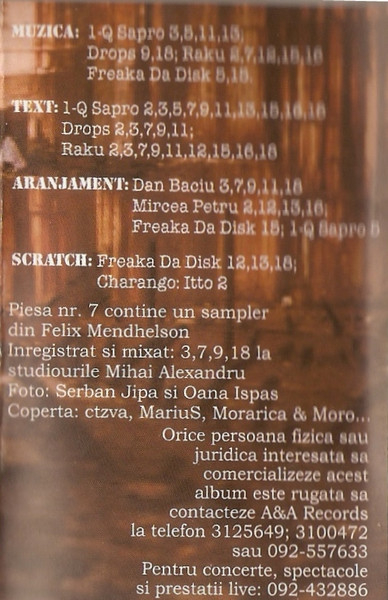 MUZICA: 1-Q Sapro 3,5,11,13;
Drops 9,18; Raku 2,7,12,15,16
Freaka Da Disk 5,15.
TEXT: 1-Q Sapro 2,3,5,7,9,11,13,15,16,18
Drops 2,3,7,9,11;
Raku 2,3,7,9,11,12,15,16,18
ARANJAMENT: Dan Baciu 3,7,9,11,18
Mircea Petru 2,12,13,16;
Freaka Da Disk 15; 1-Q Sapro 5
SCRATCH: Freaka Da Disk 12,13,18;
Charango: Itto 2
Piesa nr. 7 contine un sampler
din Felix Mendhelson
Inregistrat si mixat: 3,7,9,18 la
studiourile Mihai Alexandru
Foto: Serban Jipa si Oana Ispas
Coperta: ctzva, MariuS, Morarica & Moro...
Orice persoana fizica sau
juridica interesata sa
comercializeze acest
album este rugata sa
contacteze A&A Records
la telefon 3125649; 3100472
sau 092-557633
Pentru concerte, spectacole
si prestatii live: 092-432886